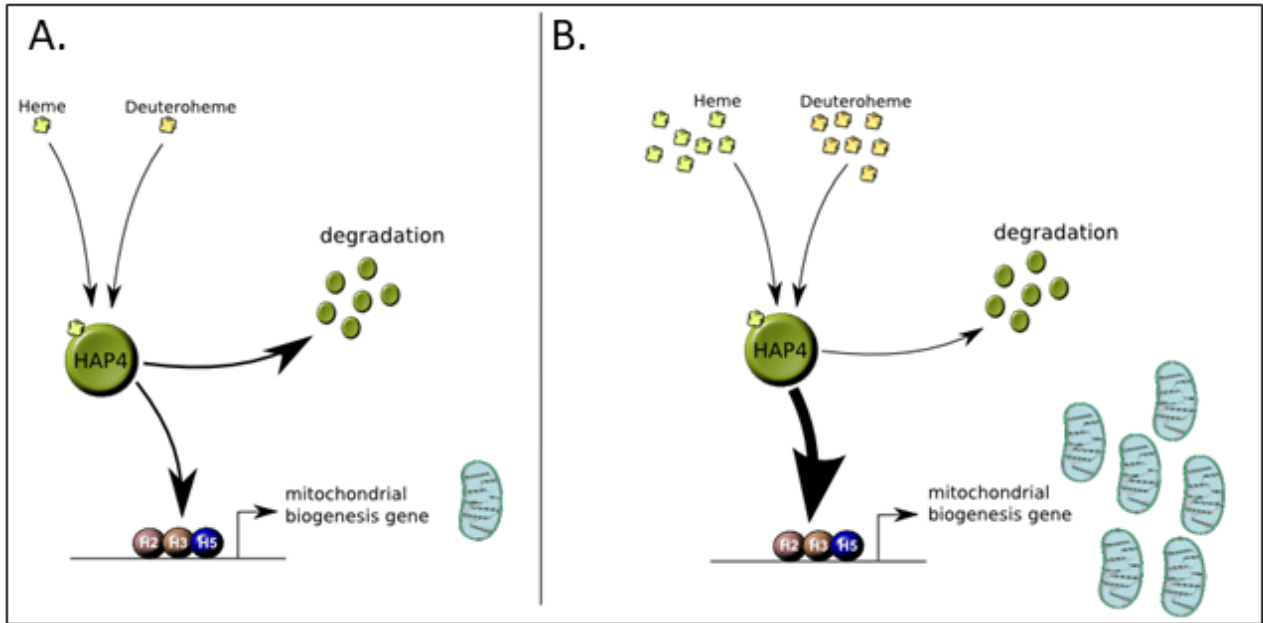 A.
Heme
Deuteroheme
degradation
HAP4
mitochondrial
biogenesis gene
H2 H3 H5
B.
Heme
Deuteroheme
degradation
HAP4
mitochondrial
biogenesis gene
H2 H3 H5